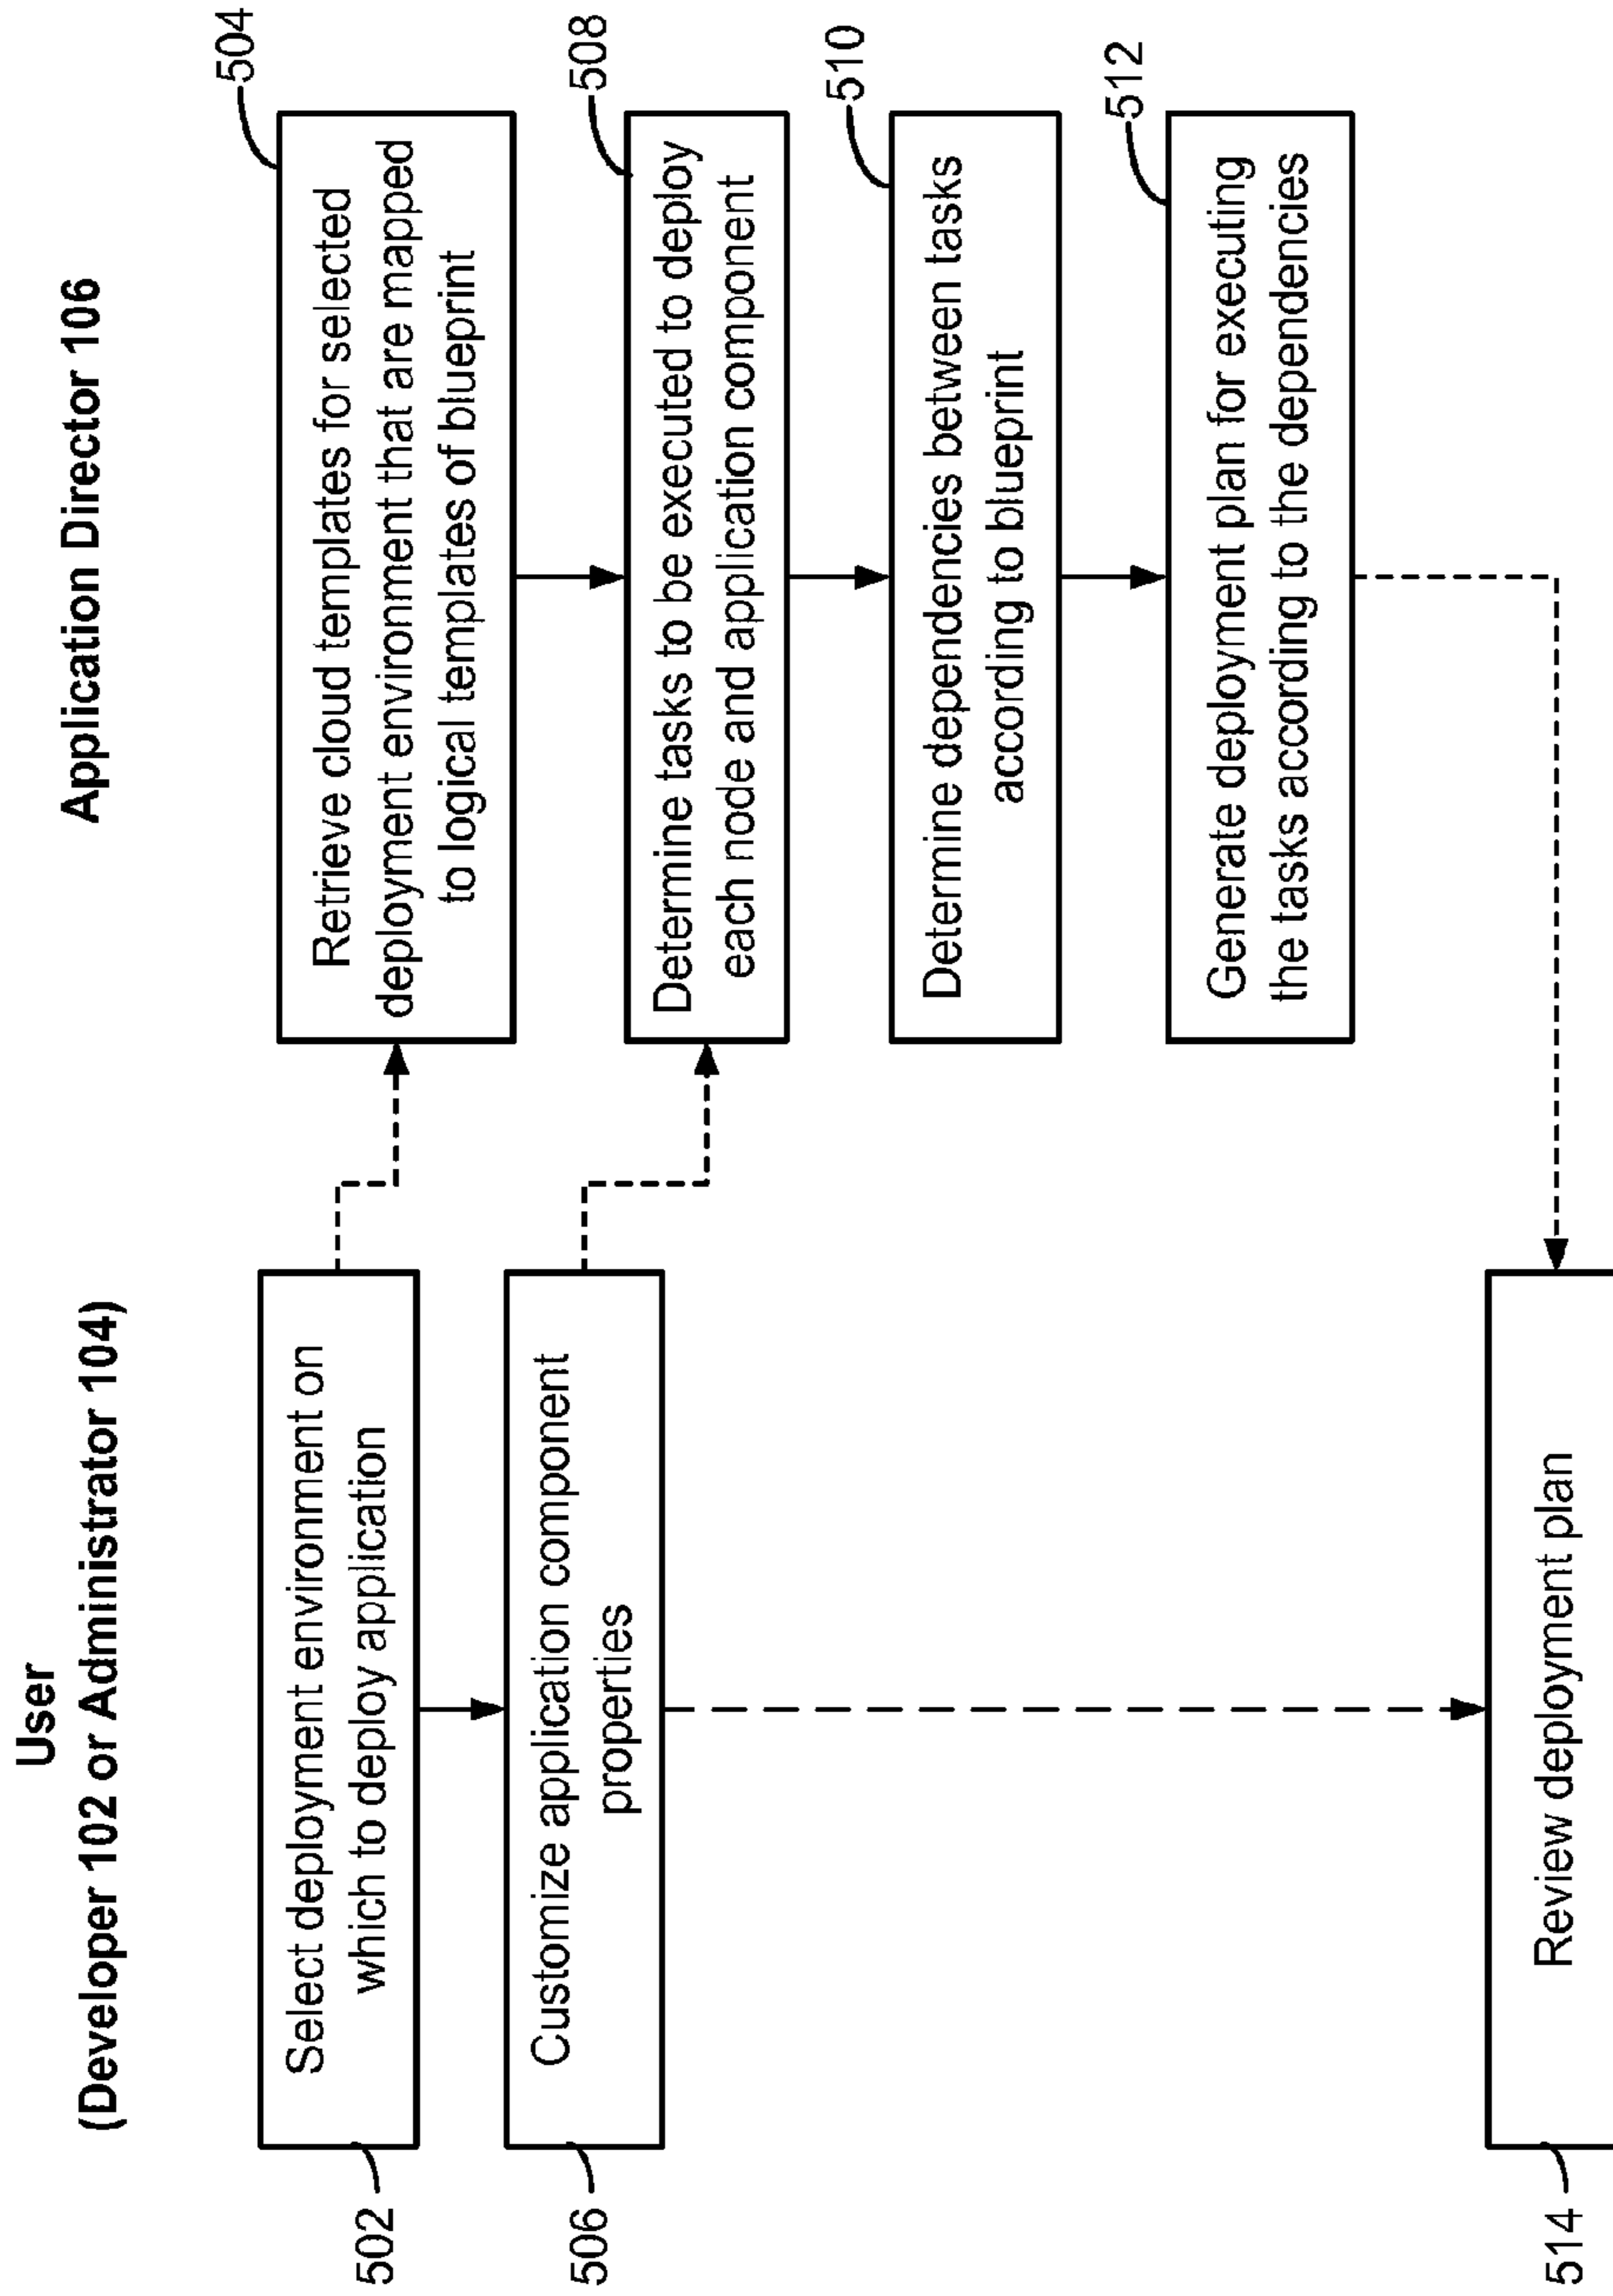 User
(Developer 102 or Administrator 104)
Application Director 106
502
Select deployment environment on
which to deploy application
504
Retrieve cloud templates for selected
deployment environment that are mapped
to logical templates of blueprint
506
Customize application component
properties
508
Determine tasks to be executed to deploy
each node and application component
510
Determine dependencies between tasks
according to blueprint
512
Generate deployment plan for executing
the tasks according to the dependencies
514
Review deployment plan